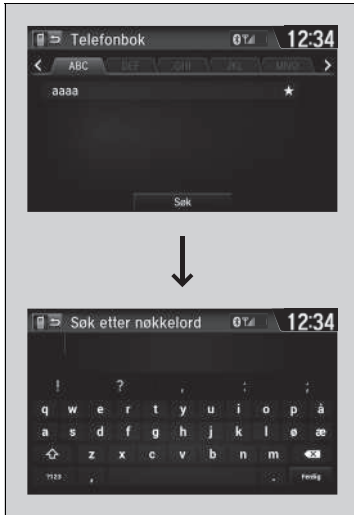 Telefonbok 12:34
ABC DEF GHI JKL MNO
aaaa ★
Søk
Søk etter nøkkelord 12:34
! ? , : ;
q w e r t y u i o p å
a s d f g h j k l ø æ
z x c v b n m
?123 , . Ferdig